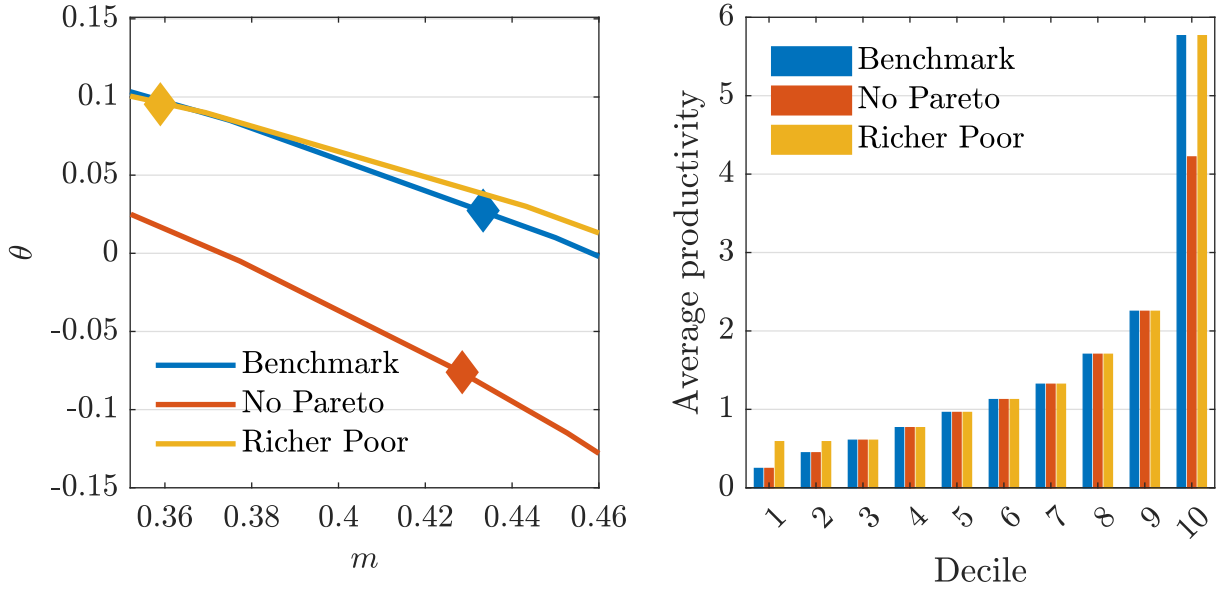 0.15
0.1
0.05
0
-0.05
-0.1
-0.15
θ
Benchmark
No Pareto
Richer Poor
0.36 0.38 0.4 0.42 0.44 0.46
m
6
5
4
3
2
1
0
Average productivity
Benchmark
No Pareto
Richer Poor
1 2 3 4 5 6 7 8 9 10
Decile